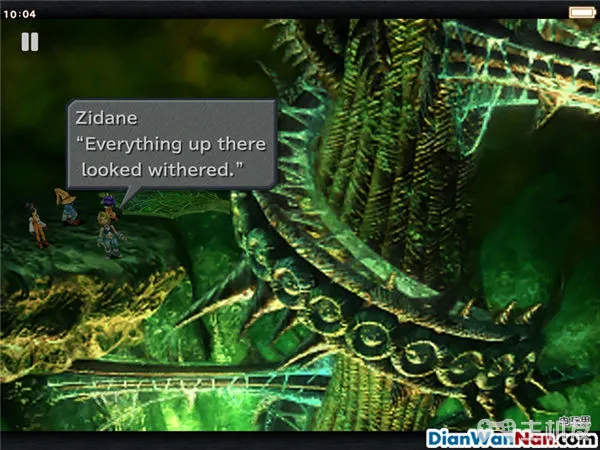 10:04
Zidane
“Everything up there
looked withered.”
DianWanNan.com